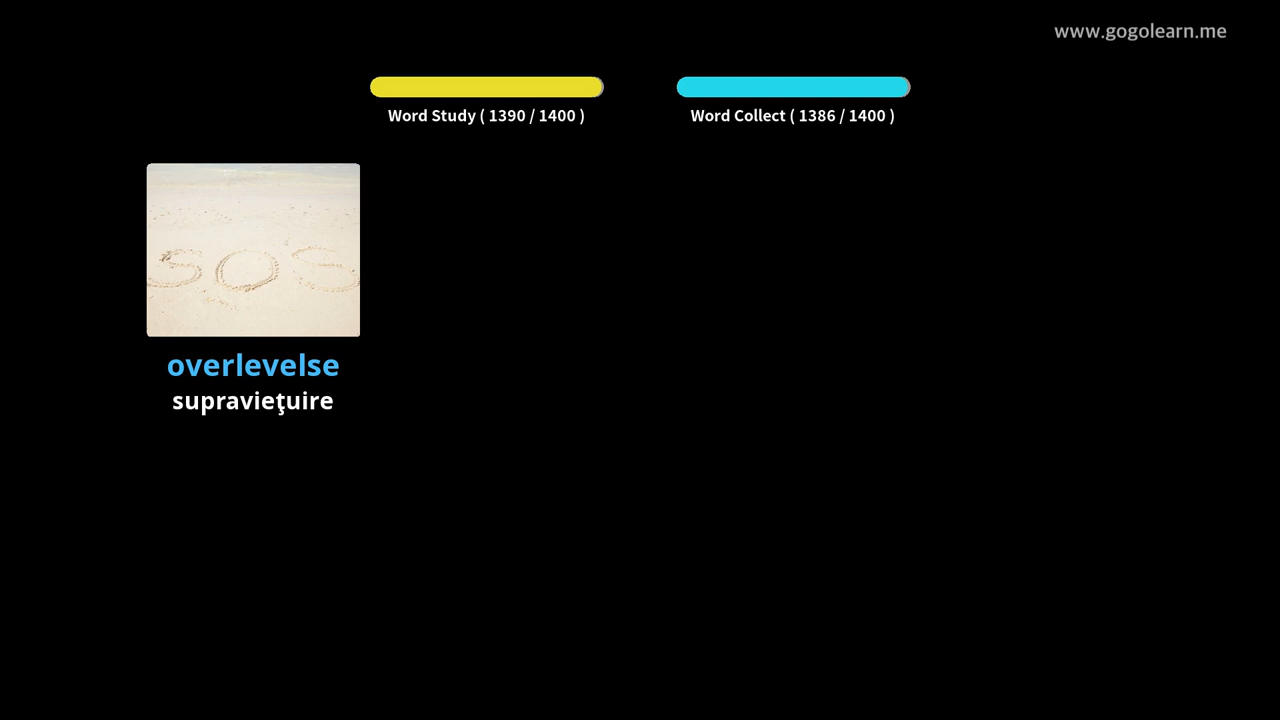 www.gogolearn.me
Word Study ( 1390 / 1400 )
Word Collect ( 1386 / 1400 )
SOS
overlevelse
supravieţuire